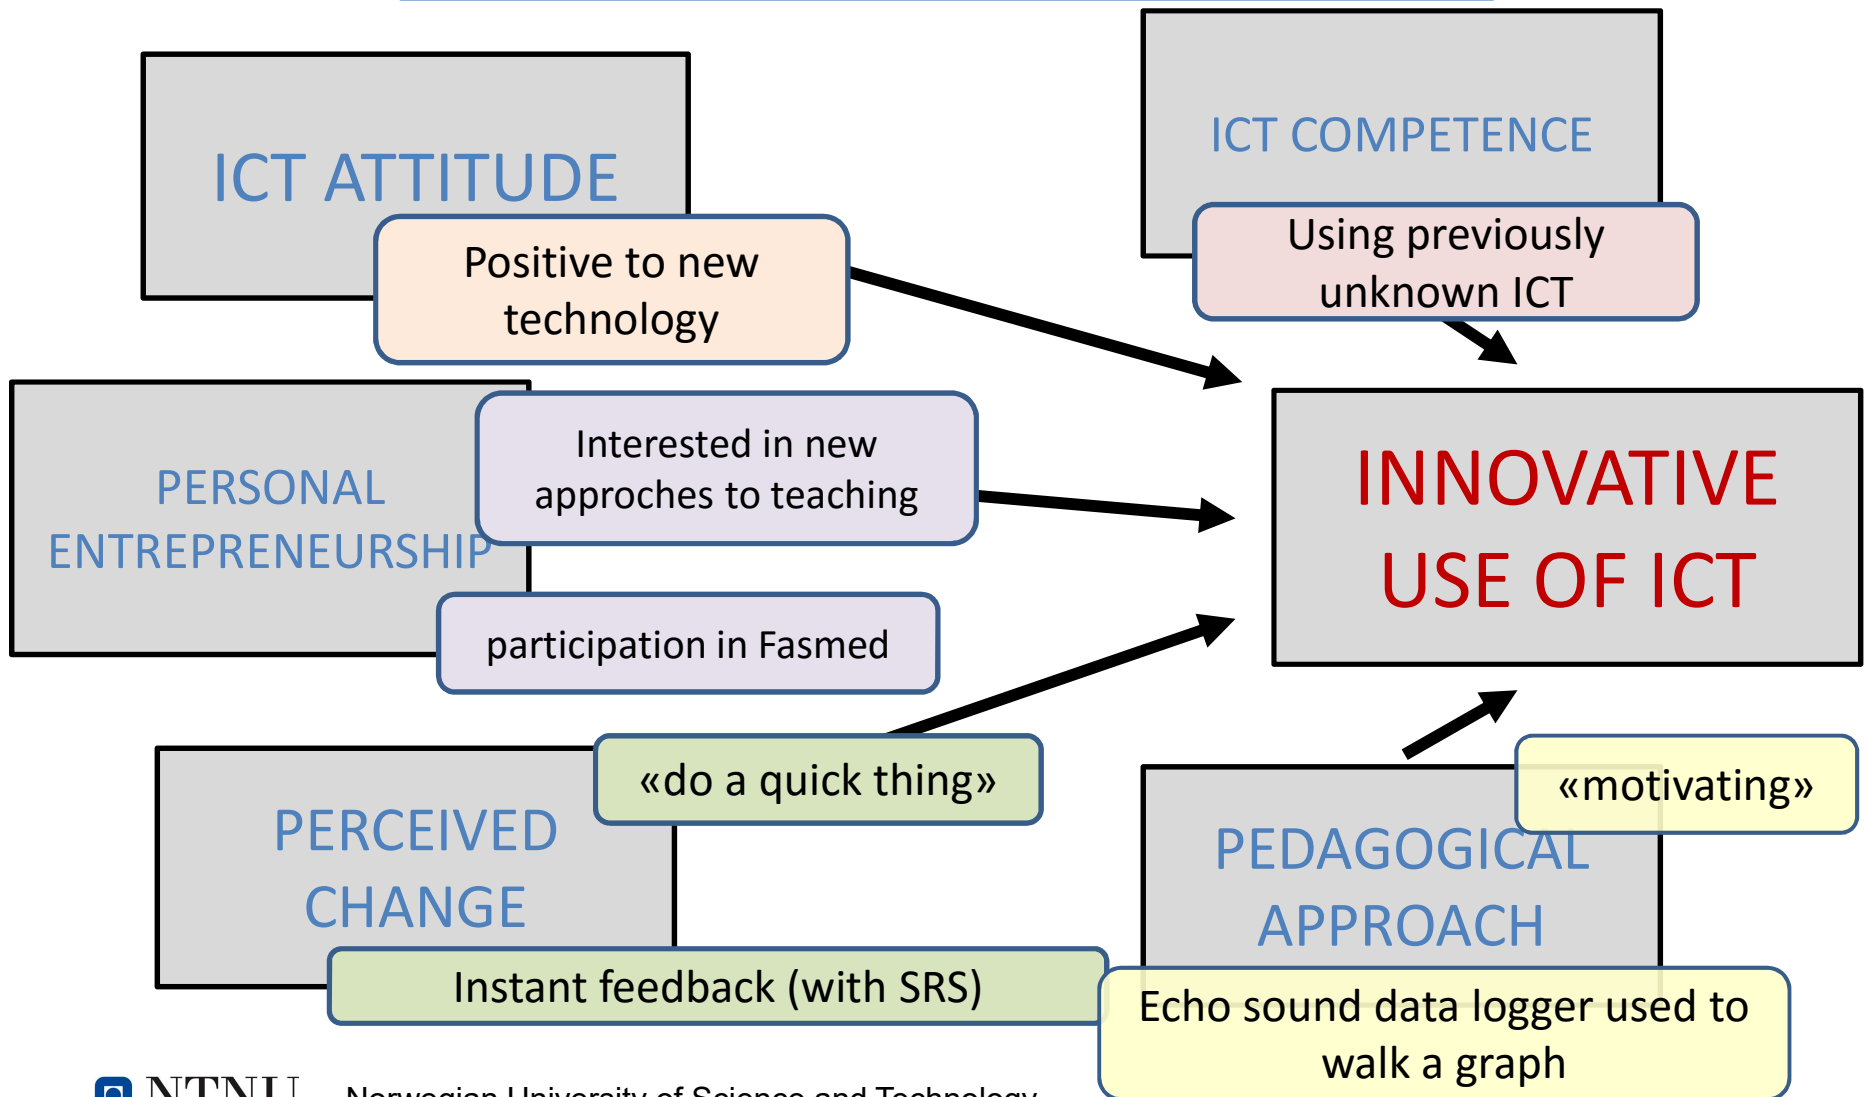 ICT ATTITUDE
Positive to new
technology
ICT COMPETENCE
Using previously
unknown ICT
PERSONAL
ENTREPRENEURSHIP
Interested in new
approches to teaching
participation in Fasmed
INNOVATIVE
USE OF ICT
PERCEIVED
CHANGE
«do a quick thing»
Instant feedback (with SRS)
PEDAGOGICAL
APPROACH
«motivating»
Echo sound data logger used to
walk a graph
NTNU
Norwegian University of Science and Technology